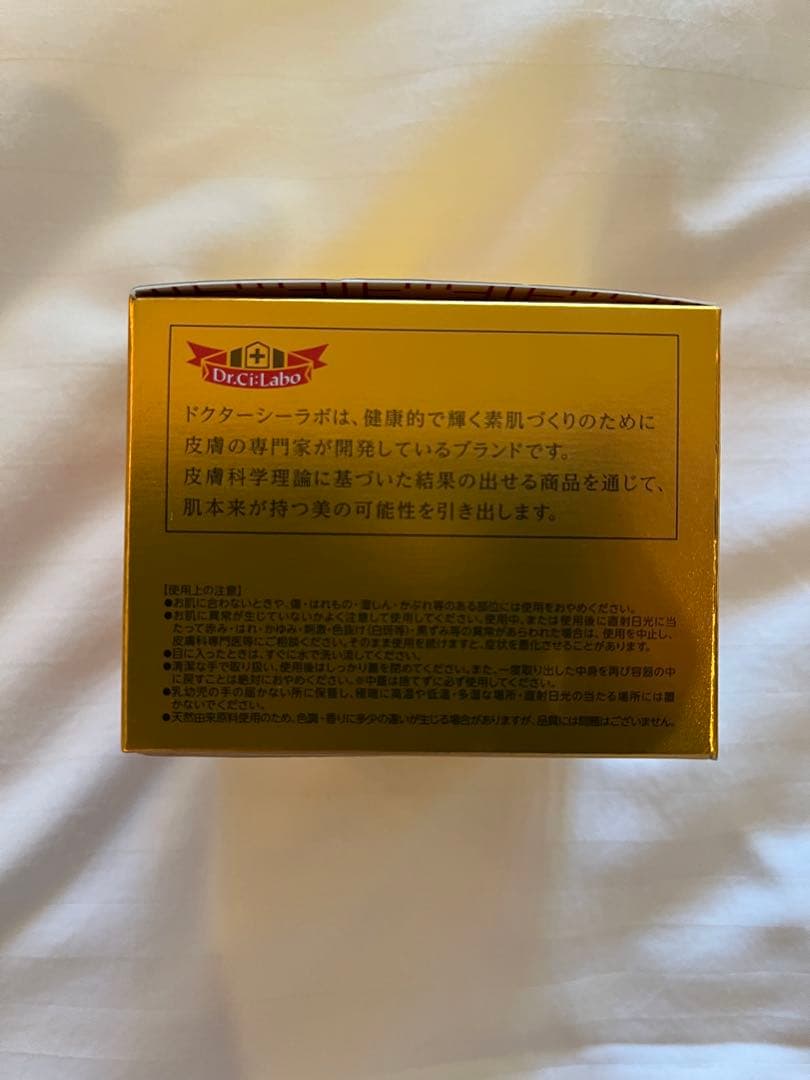 Dr.Ci:Labo
ドクターシーラボは、健康的で輝く素肌づくりのために
皮膚の専門家が開発しているブランドです。
皮膚科学理論に基づいた結果の出せる商品を通じて、
肌本来が持つ美の可能性を引き出します。
【使用上の注意】
●お肌に合わないときや、傷・はれもの・湿しん・かぶれ等のある部位には使用をおやめください。
●お肌に異常が生じていないかよく注意して使用してください。使用中、または使用後に直射日光に当
たって赤み・はれ・かゆみ・刺激・色抜け(白斑等)・黒ずみ等の異常があらわれた場合は、使用を中止し、
皮膚科専門医等にご相談ください。そのまま使用を続けますと、症状を悪化させることがあります。
●目に入ったときは、すぐに水で洗い流してください。
●清潔な手で取り扱い、使用後はしっかり蓋を閉めてください。また、一度取り出した中身を再び容器の中
に戻すことは絶対におやめください。※中蓋は捨てずに必ず使用してください。
●乳幼児の手の届かない所に保管し、極端に高温や低温・多湿な場所・直射日光の当たる場所には置
かないでください。
●天然由来原料使用のため、色調・香りに多少の違いが生じる場合がありますが、品質には問題はございません。